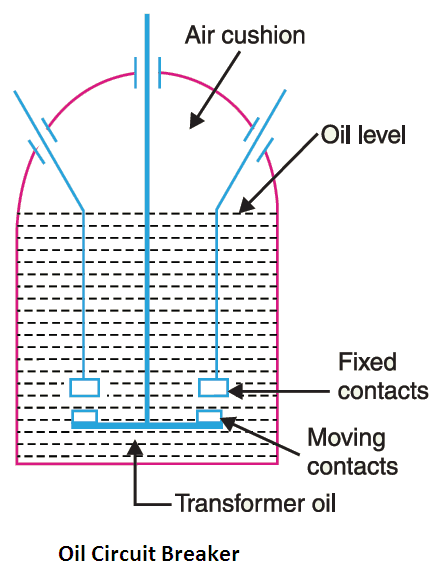 Air cushion
Oil level
Fixed
contacts
Moving
contacts
Transformer oil
Oil Circuit Breaker